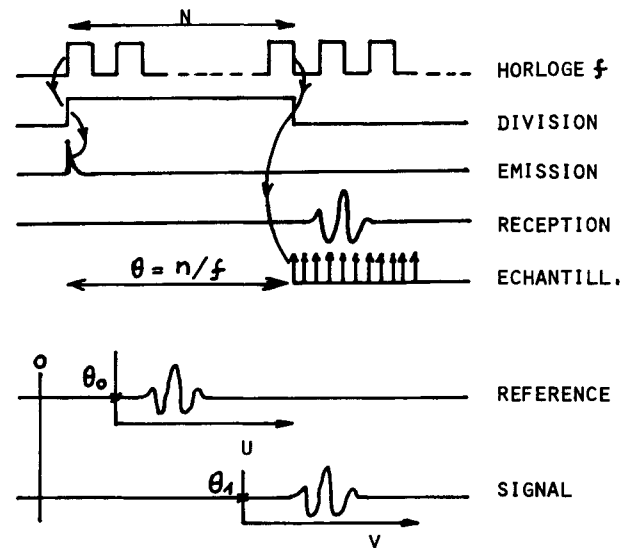 N
HORLOGE f
DIVISION
EMISSION
RECEPTION
θ = n/f
ECHANTILL.
0
θ0
REFERENCE
U
θ1
SIGNAL
V